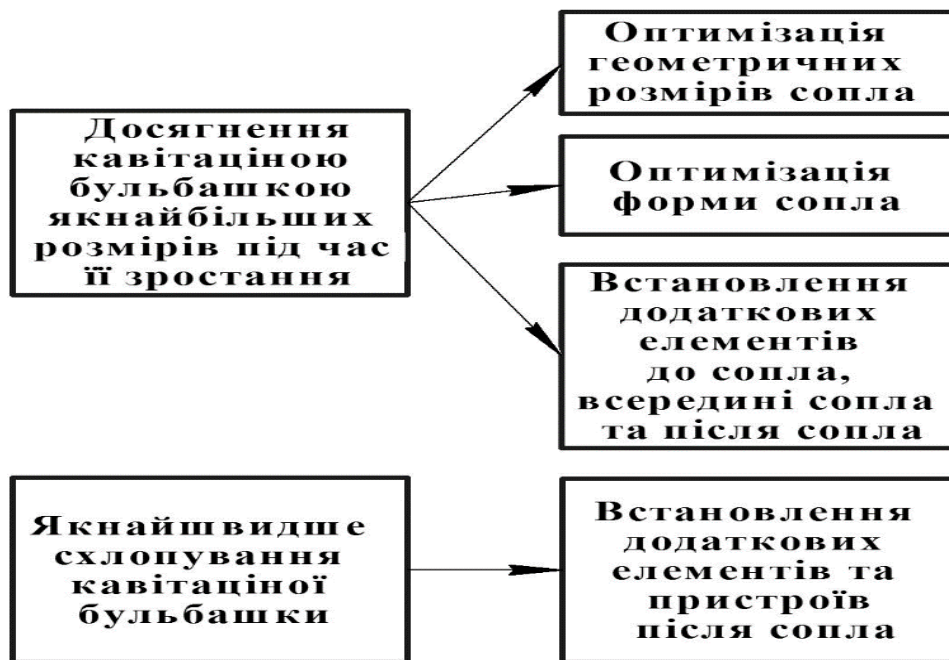 Досягнення
кавітаціною
бульбашкою
якнайбільших
розмірів під час
її зростання
Оптимізація
геометричних
розмірів сопла
Оптимізація
форми сопла
Встановлення
додаткових
елементів
до сопла,
всередині сопла
та після сопла
Якнайшвидше
схлопування
кавітаціної
бульбашки
Встановлення
додаткових
елементів та
пристроїв
після сопла